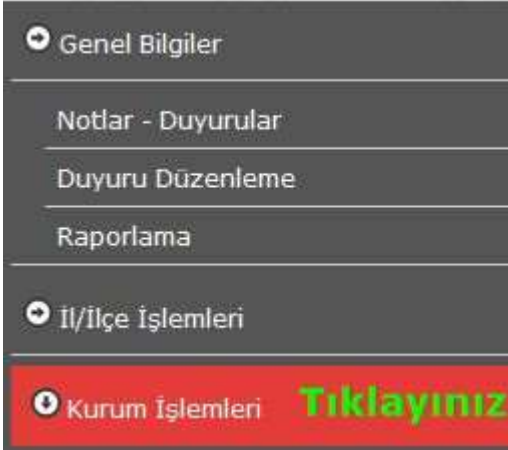 Genel Bilgiler
Notlar - Duyurular
Duyuru Düzenleme
Raporlama
İl/İlçe İşlemleri
Kurum İşlemleri Tıklayınız